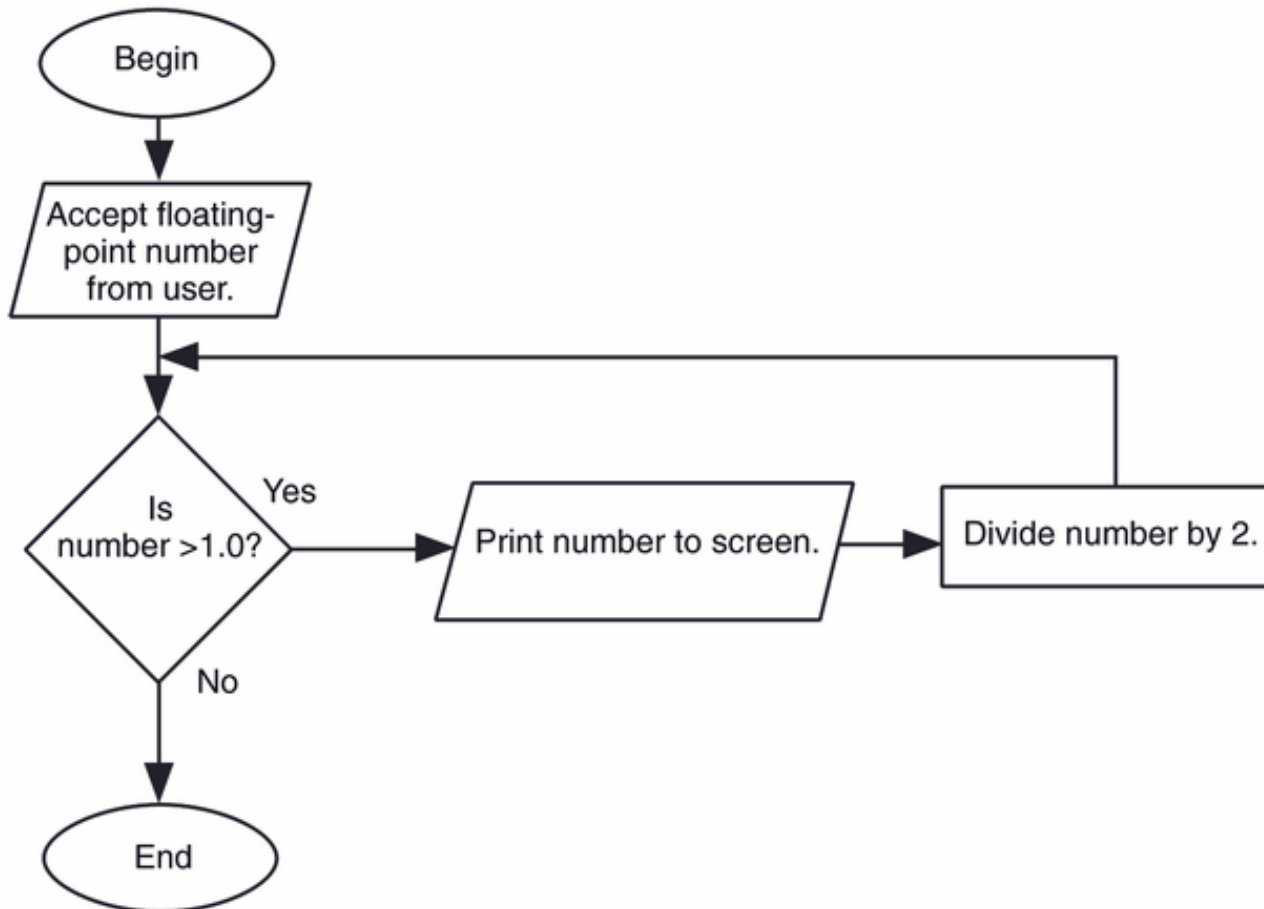 Begin
Accept floating-
point number
from user.
Is
number >1.0?
Yes
Print number to screen.
Divide number by 2.
No
End